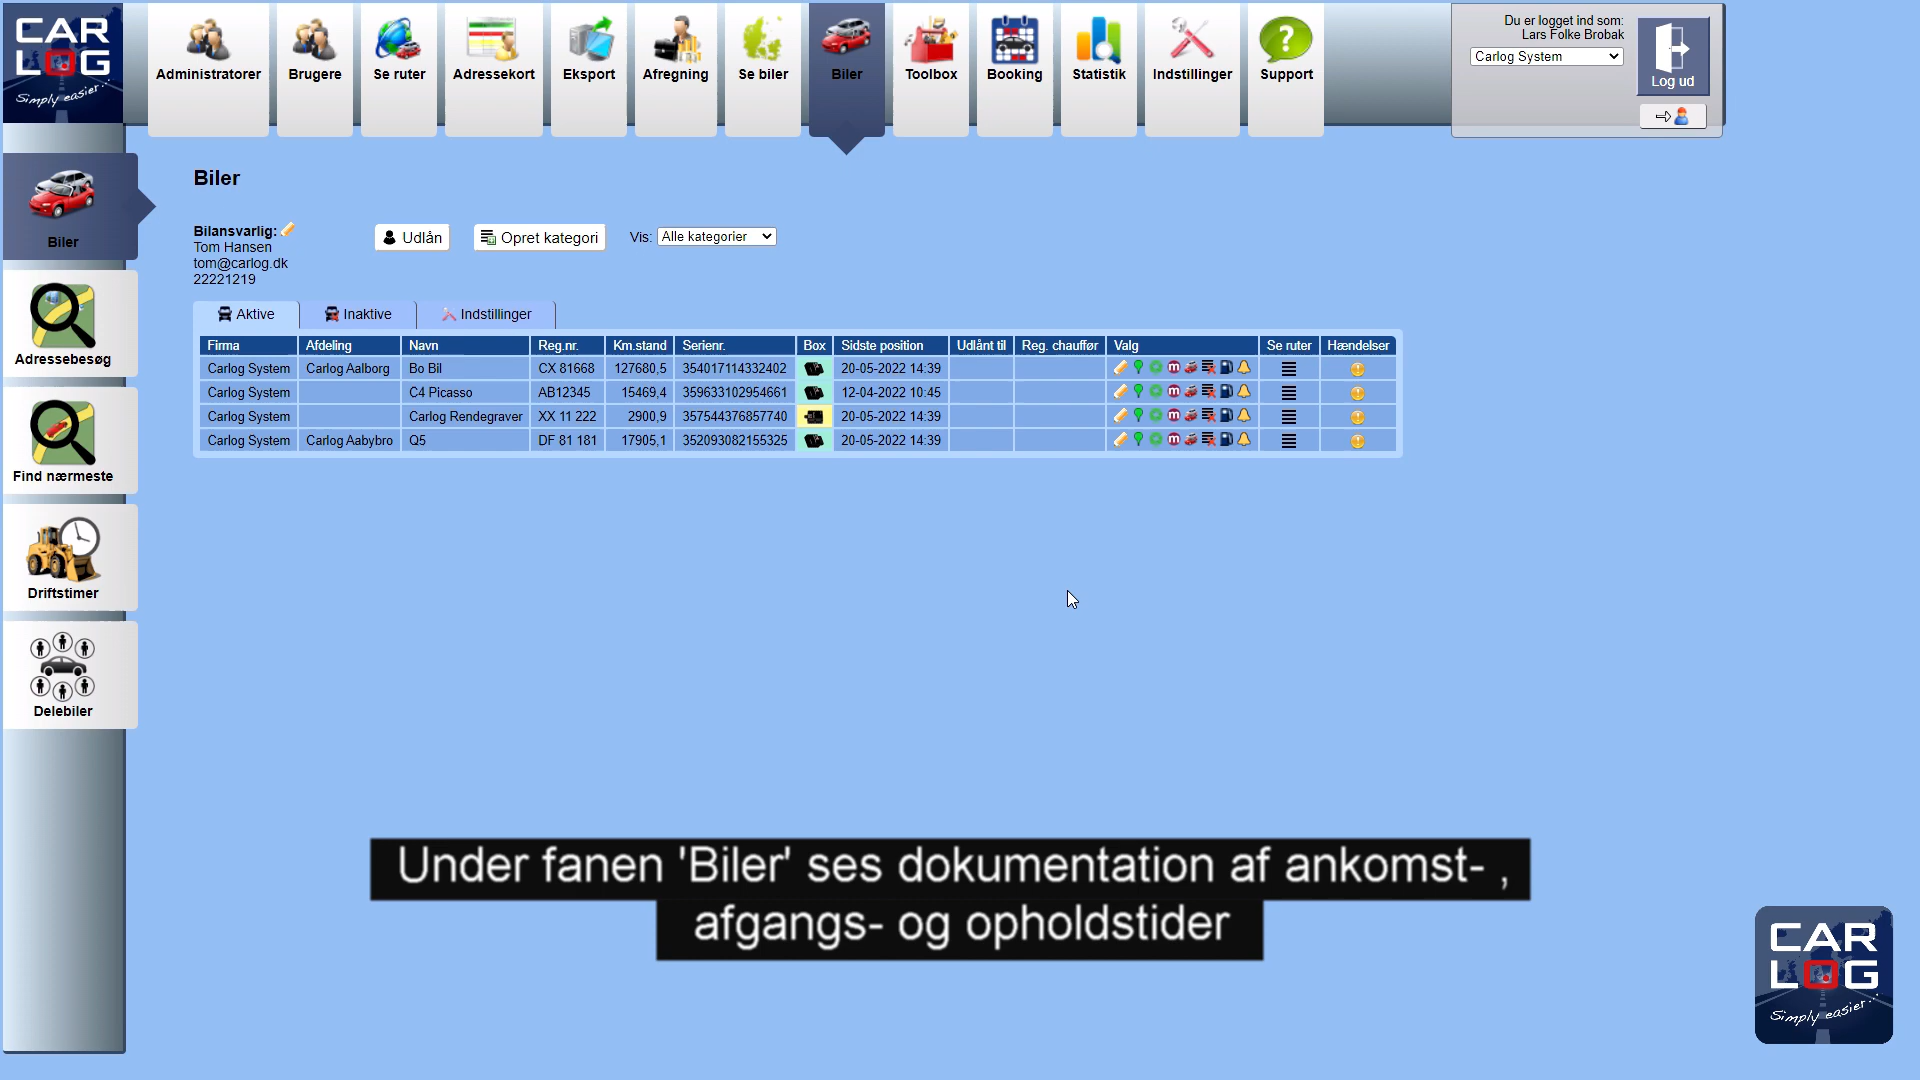 CAR
LOG
Simply easier...
Administratorer
Brugere
Se ruter
Adressekort
Eksport
Afregning
Se biler
Biler
Toolbox
Booking
Statistik
Indstillinger
Support
Du er logget ind som:
Lars Folke Brobak
Carlog System
Log ud
Biler
Adressebesøg
Find nærmeste
Driftstimer
Delebiler
Biler
Bilansvarlig:
Tom Hansen
tom@carlog.dk
22221219
Udlån
Opret kategori
Vis: Alle kategorier
Aktive Inaktive Indstillinger
Firma Afdeling Navn Reg.nr. Km.stand Serienr. Box Sidste position Udlånt til Reg. chauffør Valg Se ruter Hændelser
Carlog System Carlog Aalborg Bo Bil CX 81668 127680,5 354017114332402 20-05-2022 14:39
Carlog System C4 Picasso AB12345 15469,4 359633102954661 12-04-2022 10:45
Carlog System Carlog Rendegraver XX 11 222 2900,9 357544376857740 20-05-2022 14:39
Carlog System Carlog Aabybro Q5 DF 81 181 17905,1 352093082155325 20-05-2022 14:39
Under fanen 'Biler' ses dokumentation af ankomst- ,
afgangs- og opholdstider
CAR
LOG
Simply easier...